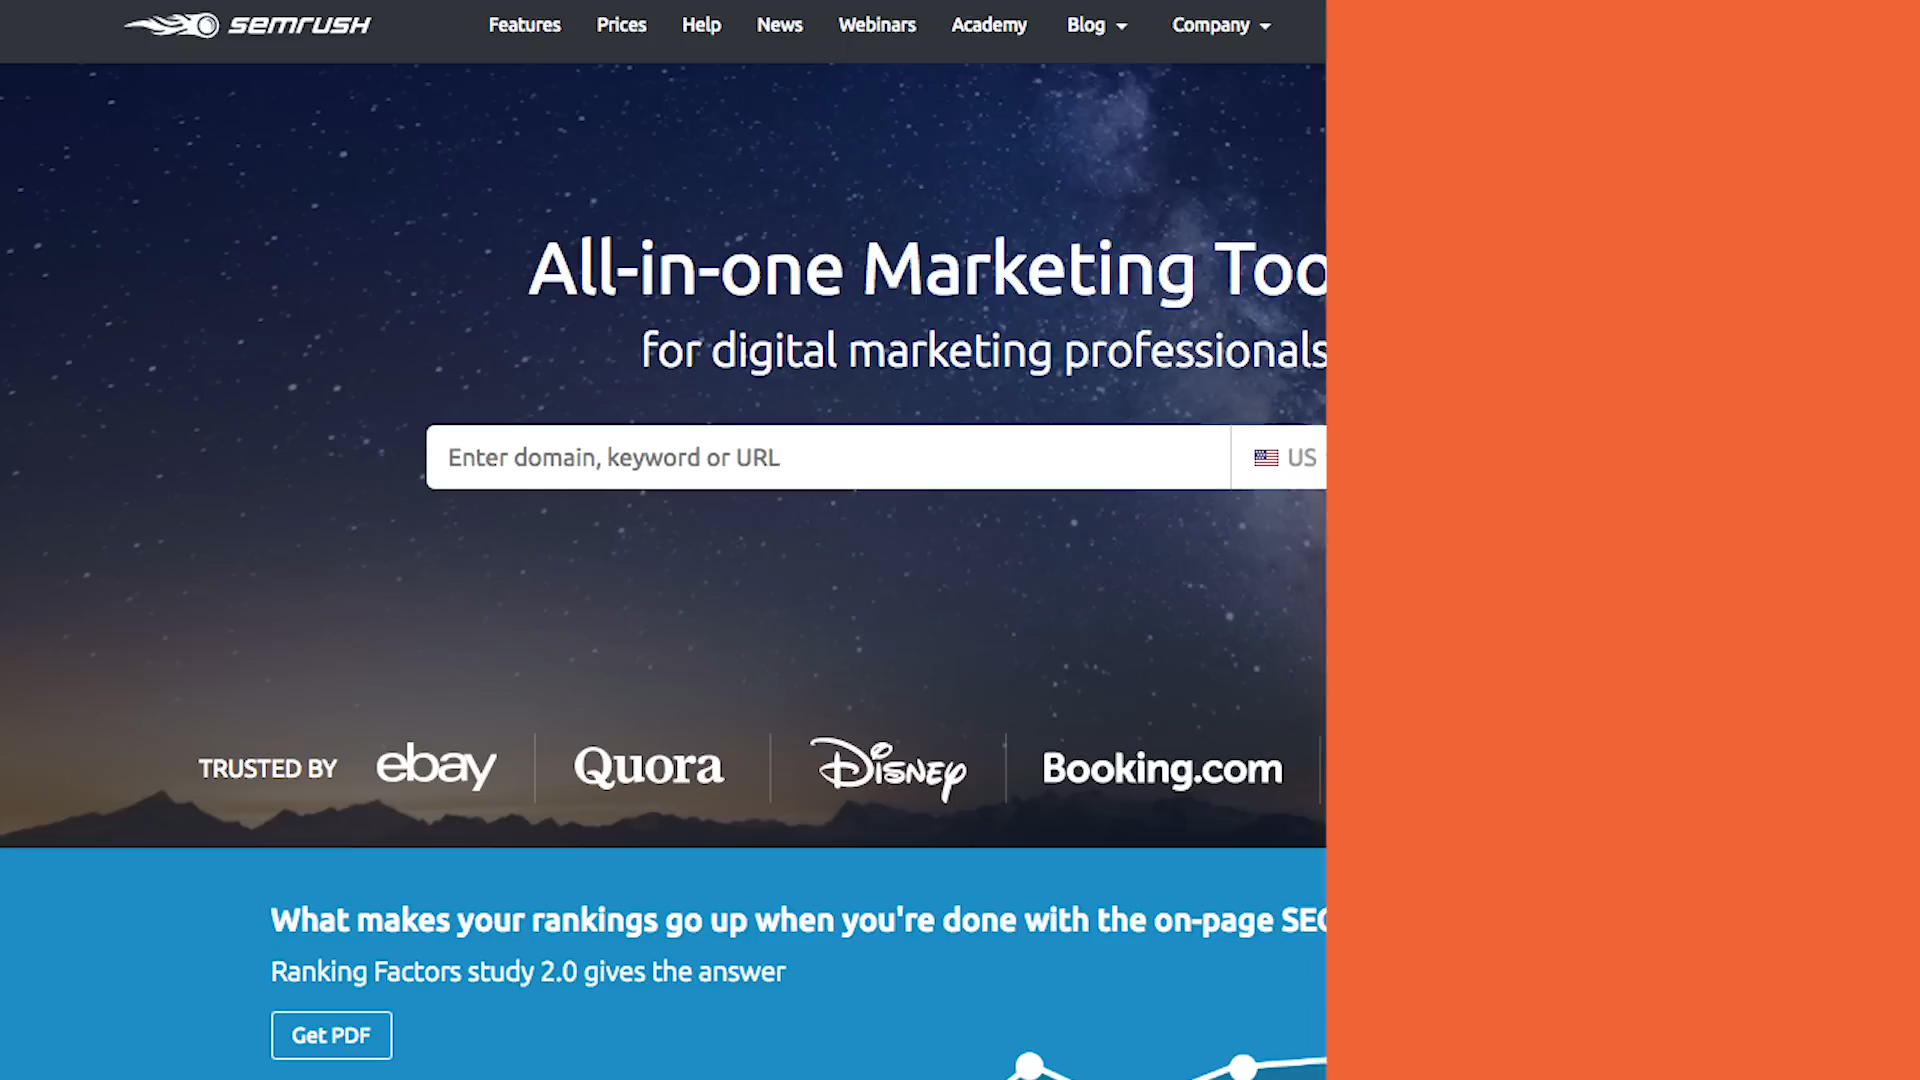 semrush Features Prices Help News Webinars Academy Blog Company
All-in-one Marketing Too
for digital marketing professionals
Enter domain, keyword or URL US
TRUSTED BY ebay Quora Disney Booking.com
What makes your rankings go up when you're done with the on-page SEO
Ranking Factors study 2.0 gives the answer
Get PDF